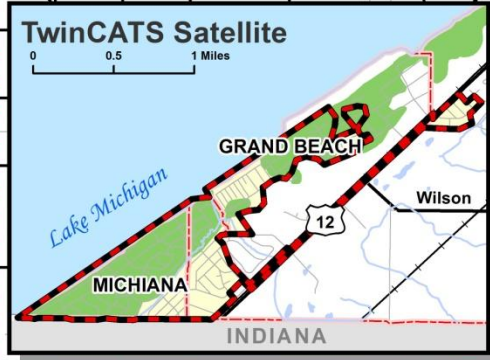 TwinCATS Satellite
0 0.5 1 Miles
GRAND BEACH
Lake Michigan
Wilson
12
MICHIANA
INDIANA